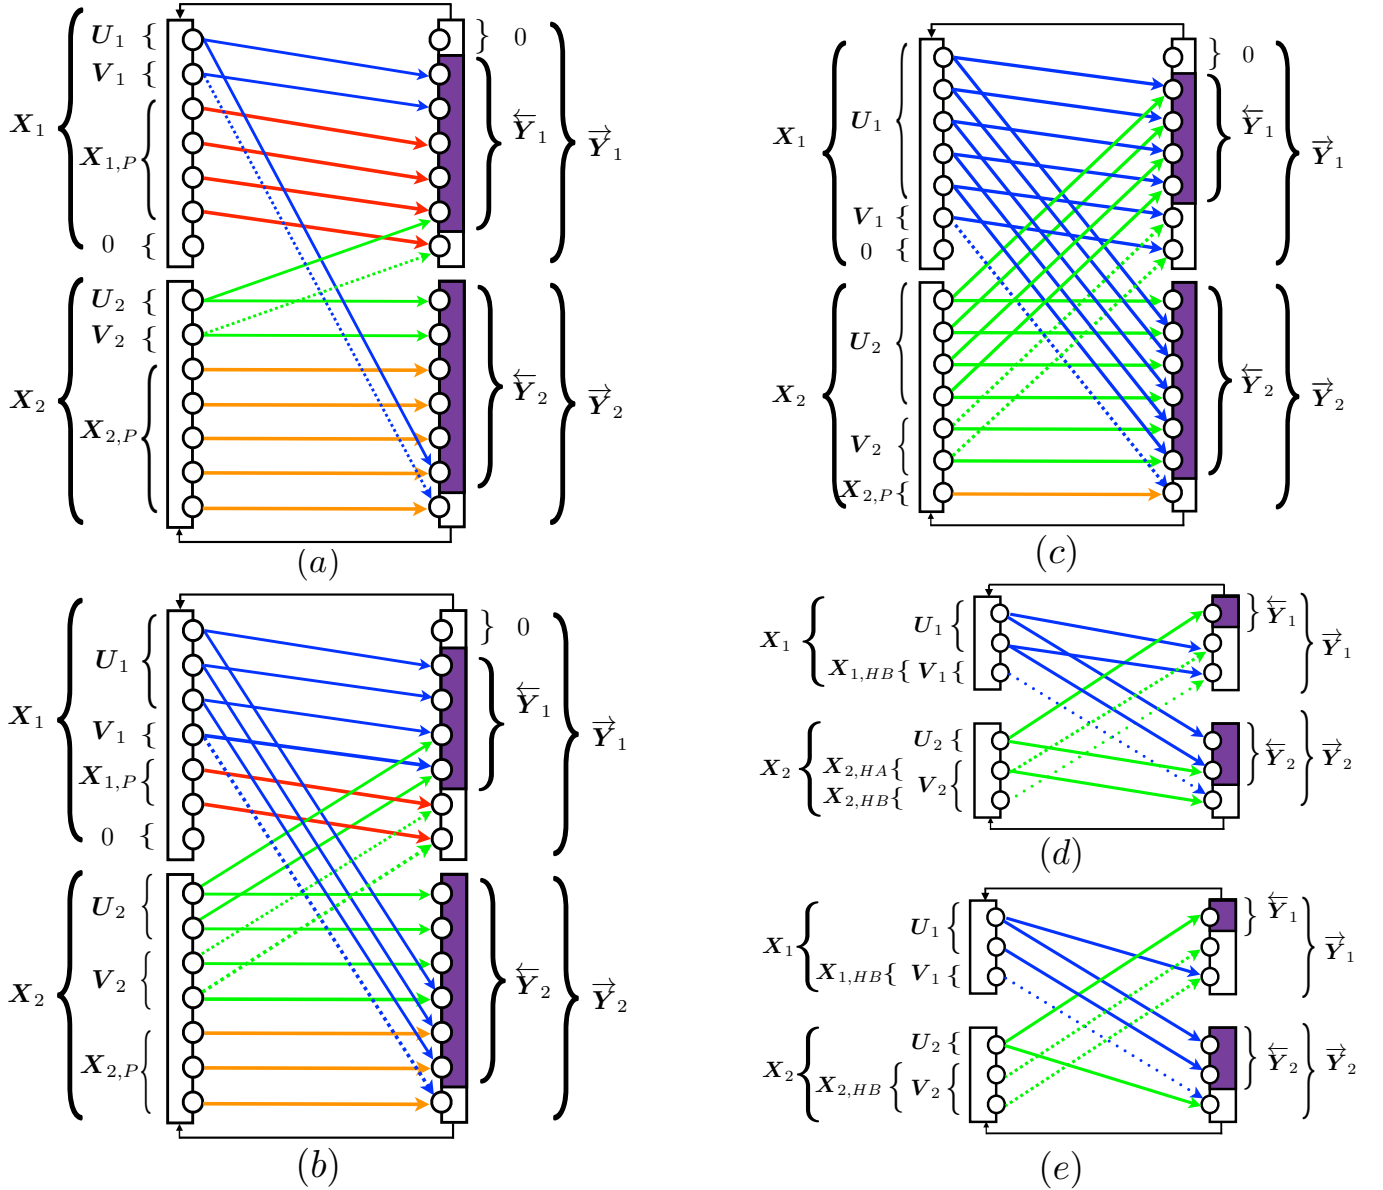 X₁
U₁ {
V₁ {
X₁,P
0 {
} 0
←Y₁
→Y₁
X₂
U₂ {
V₂ {
X₂,P
←Y₂
→Y₂
(a)
X₁
U₁
V₁ {
X₁,P
0 {
} 0
←Y₁
→Y₁
X₂
U₂
V₂
X₂,P
←Y₂
→Y₂
(b)
X₁
U₁
V₁ {
0 {
} 0
←Y₁
→Y₁
X₂
U₂
V₂
X₂,P {
←Y₂
→Y₂
(c)
X₁
U₁
X₁,HB { V₁ {
←Y₁
→Y₁
X₂
U₂ {
X₂,HA {
X₂,HB {
V₂
←Y₂
→Y₂
(d)
X₁
U₁
X₁,HB { V₁ {
←Y₁
→Y₁
X₂
U₂ {
X₂,HB { V₂
←Y₂
→Y₂
(e)